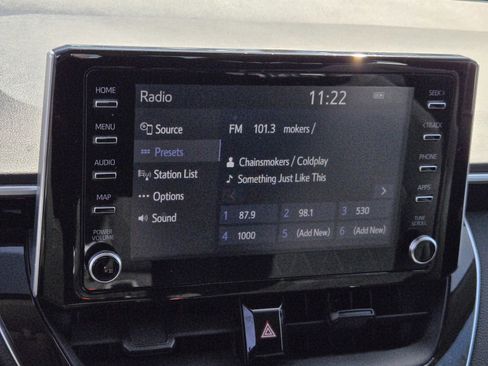 HOME
MENU
AUDIO
MAP
POWER
VOLUME
Radio 11:22
Source
Presets
Station List
Options
Sound
FM 101.3 mokers /
Chainsmokers / Coldplay
Something Just Like This
1 87.9 2 98.1 3 530
4 1000 5 (Add New) 6 (Add New)
SEEK >
< TRACK
PHONE
APPS
TUNE
SCROLL